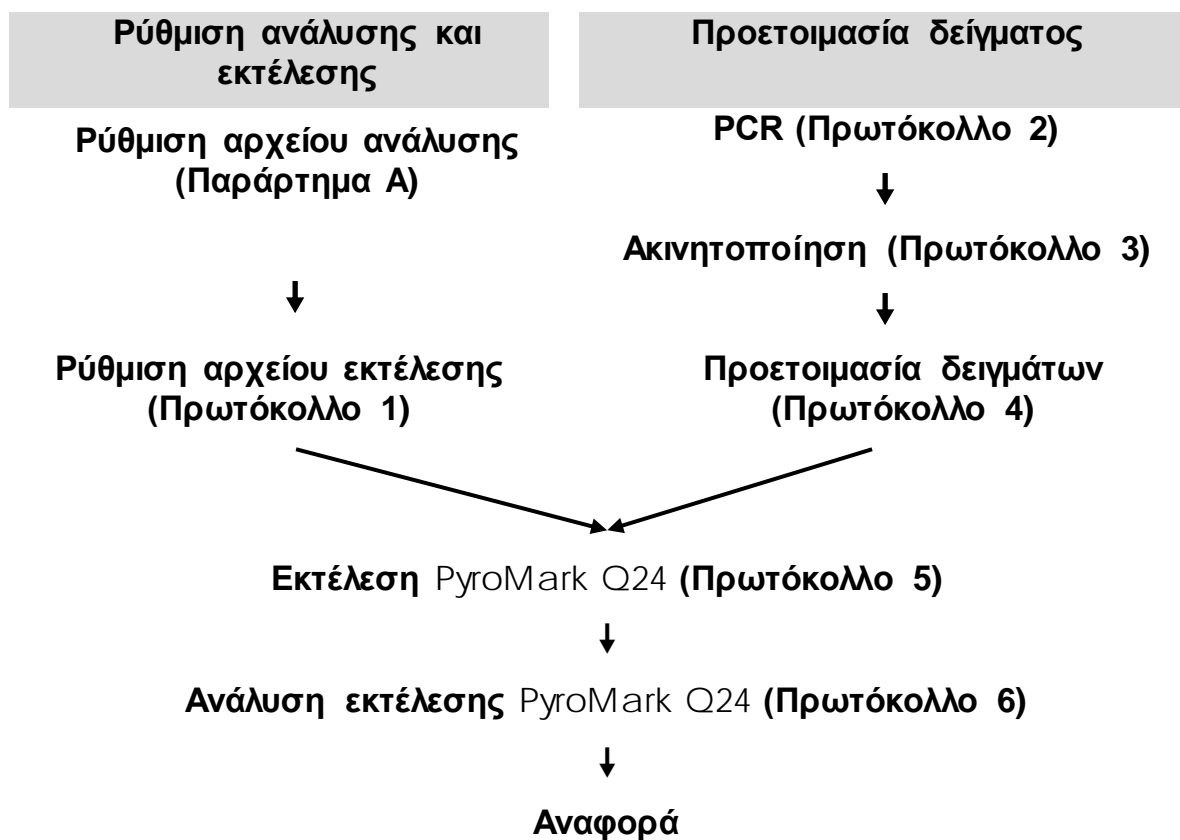 Ρύθμιση ανάλυσης και
εκτέλεσης
Προετοιμασία δείγματος
Ρύθμιση αρχείου ανάλυσης
(Παράρτημα Α)
PCR (Πρωτόκολλο 2)
Ακινητοποίηση (Πρωτόκολλο 3)
Ρύθμιση αρχείου εκτέλεσης
(Πρωτόκολλο 1)
Προετοιμασία δειγμάτων
(Πρωτόκολλο 4)
Εκτέλεση PyroMark Q24 (Πρωτόκολλο 5)
Ανάλυση εκτέλεσης PyroMark Q24 (Πρωτόκολλο 6)
Αναφορά